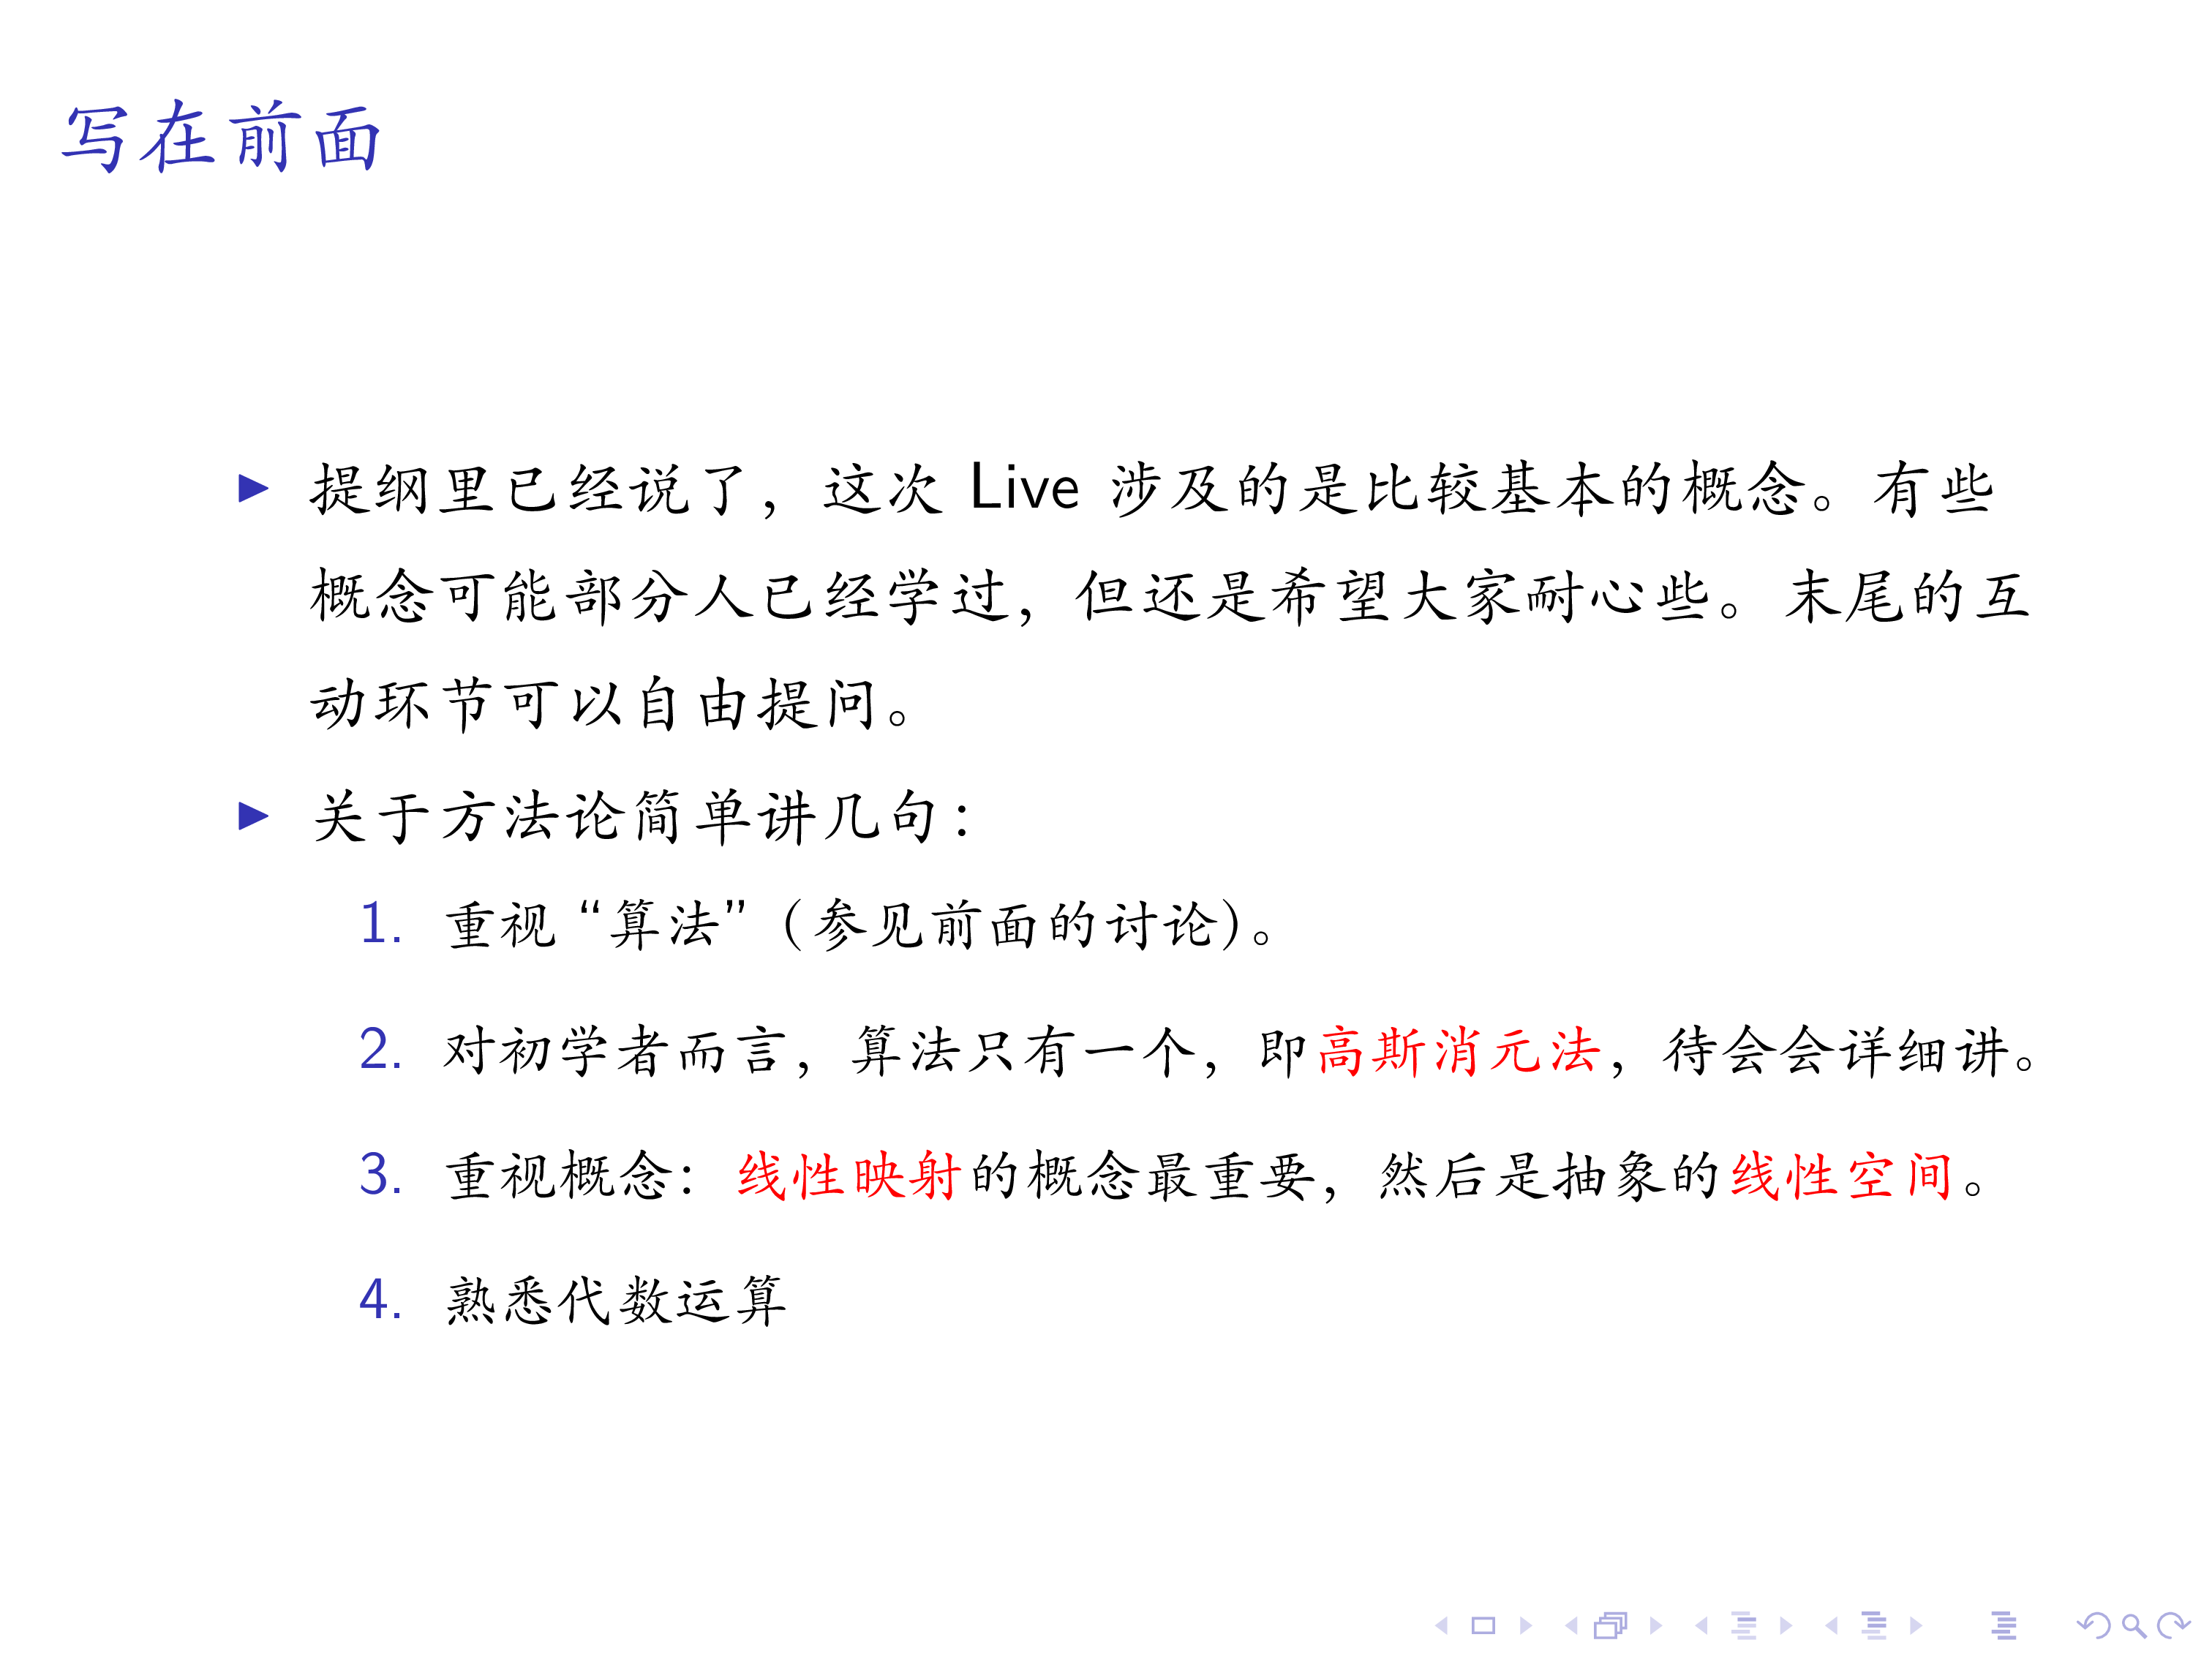 写在前面
提纲里已经说了，这次 Live 涉及的是比较基本的概念。有些
概念可能部分人已经学过，但还是希望大家耐心些。末尾的互
动环节可以自由提问。
关于方法论简单讲几句：
1. 重视“算法”（参见前面的讨论)。
2. 对初学者而言，算法只有一个，即高斯消元法，待会会详细讲。
3. 重视概念：线性映射的概念最重要，然后是抽象的线性空间。
4. 熟悉代数运算